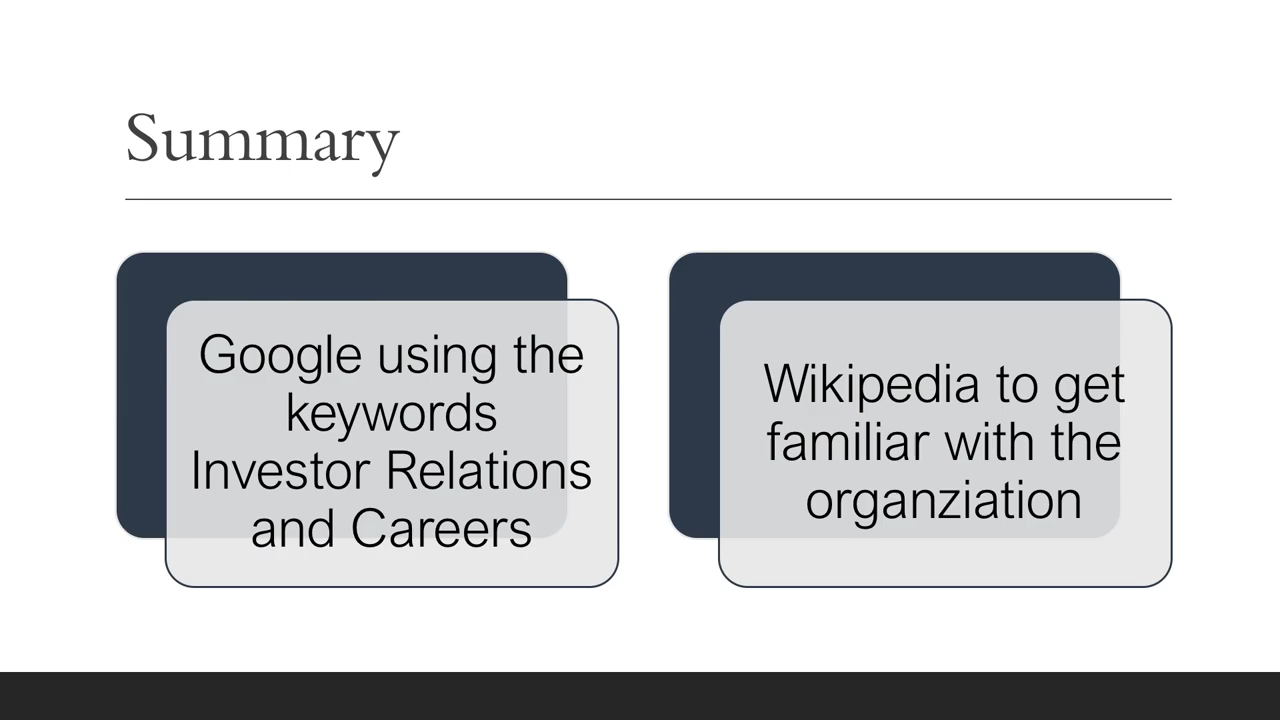 Summary
Google using the
keywords
Investor Relations
and Careers
Wikipedia to get
familiar with the
organziation